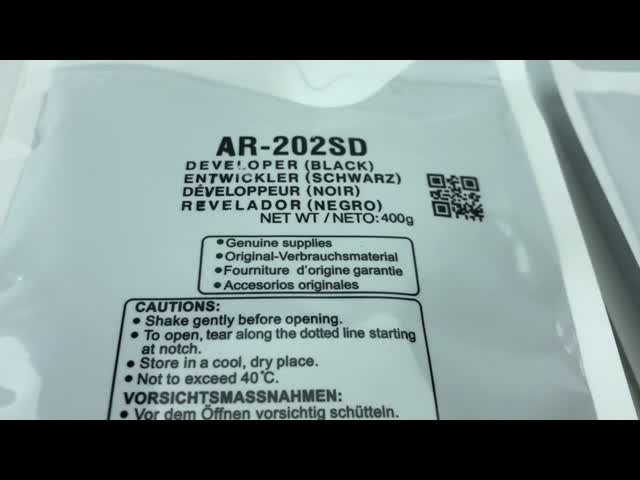 AR-202SD
DEVELOPER (BLACK)
ENTWICKLER (SCHWARZ)
DÉVELOPPEUR (NOIR)
REVELADOR (NEGRO)
NET WT / NETO: 400g
• Genuine supplies
• Original-Verbrauchsmaterial
• Fourniture d'origine garantie
• Accesorios originales
CAUTIONS:
• Shake gently before opening.
• To open, tear along the dotted line starting
at notch.
• Store in a cool, dry place.
• Not to exceed 40°C.
VORSICHTSMASSNAHMEN:
• Vor dem Öffnen vorsichtig schütteln.